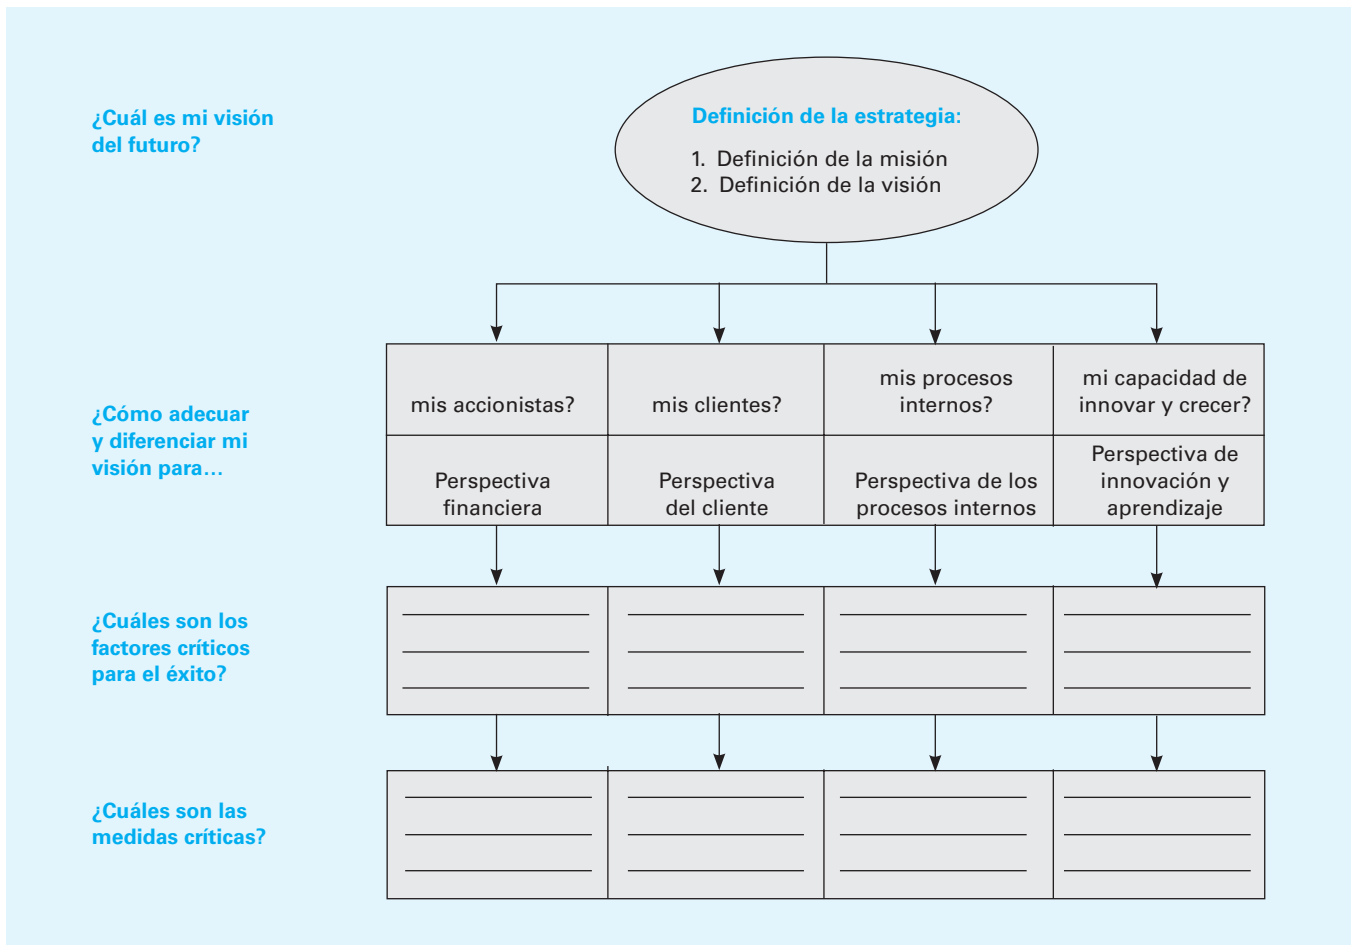 ¿Cuál es mi visión
del futuro?
Definición de la estrategia:
1. Definición de la misión
2. Definición de la visión
¿Cómo adecuar
y diferenciar mi
visión para…
mis accionistas?
mis clientes?
mis procesos
internos?
mi capacidad de
innovar y crecer?
Perspectiva
financiera
Perspectiva
del cliente
Perspectiva de los
procesos internos
Perspectiva de
innovación y
aprendizaje
¿Cuáles son los
factores críticos
para el éxito?
¿Cuáles son las
medidas críticas?